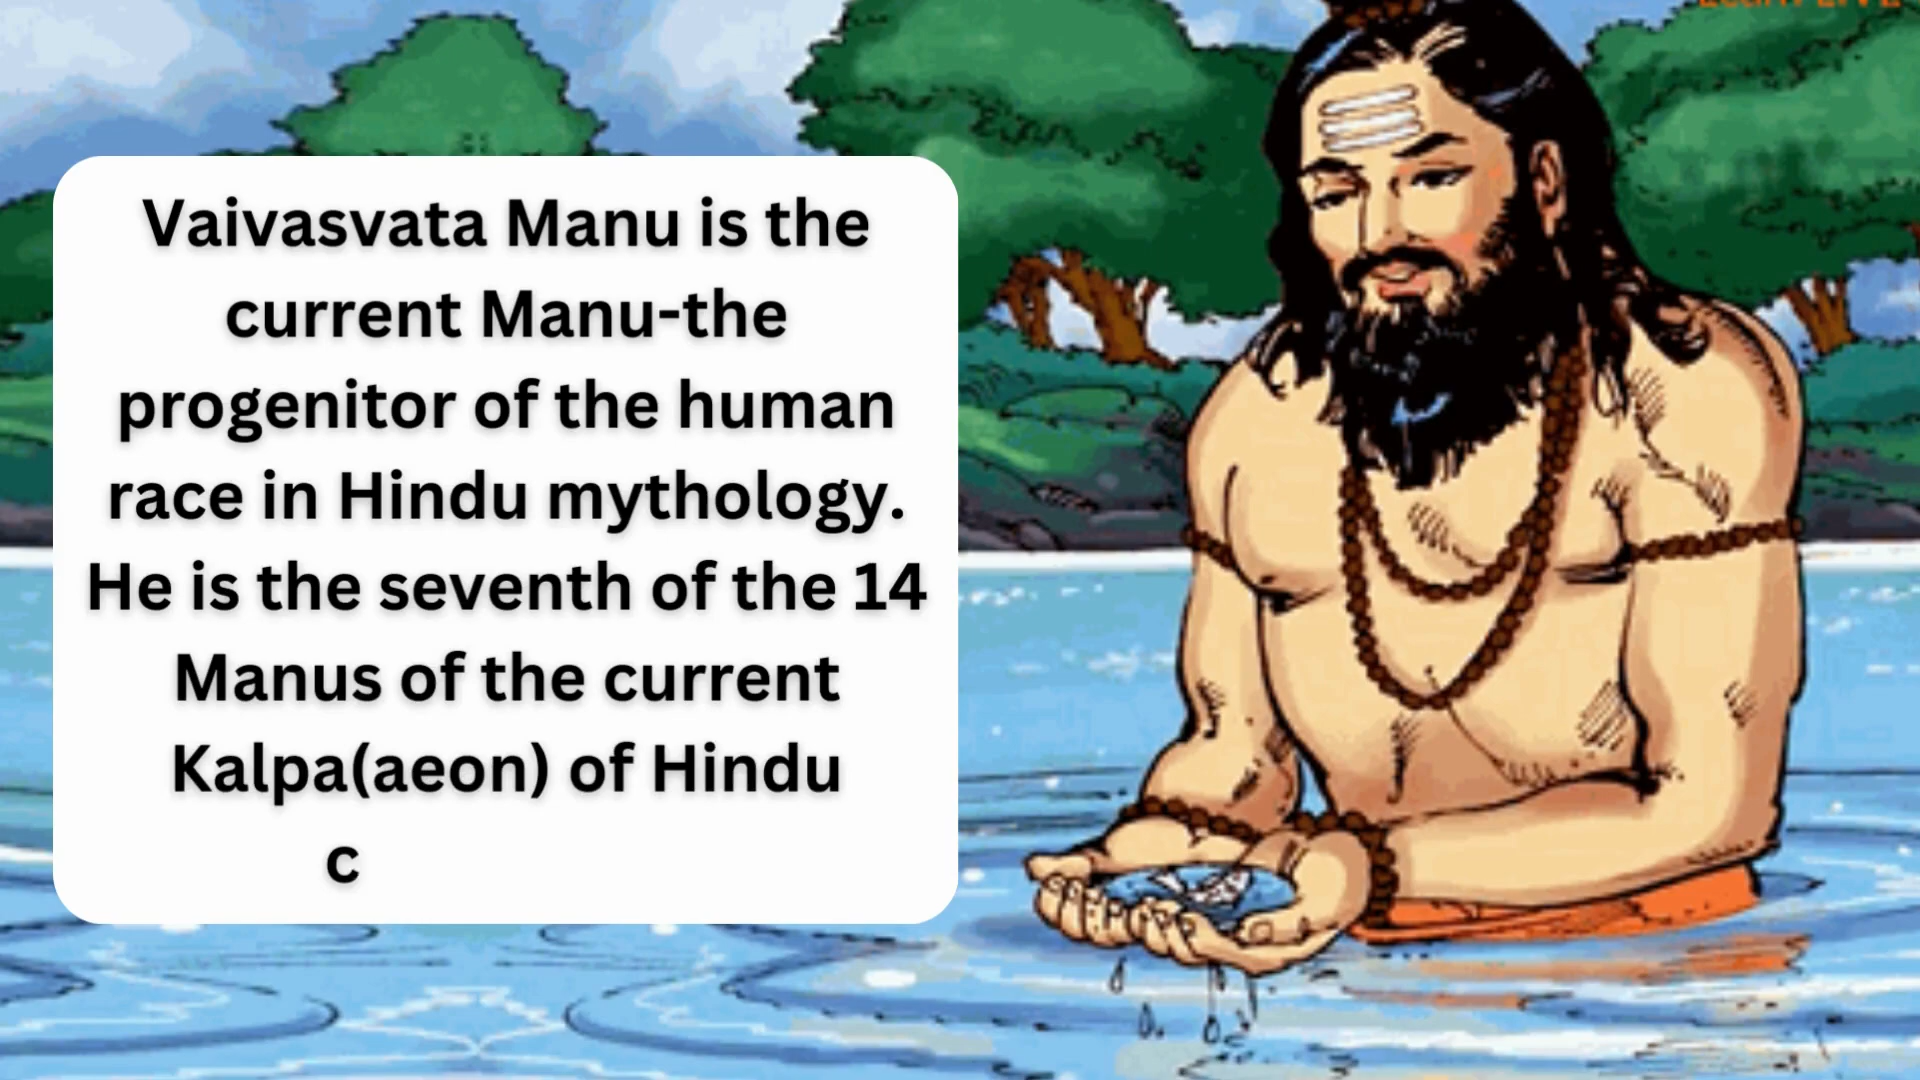 Vaivasvata Manu is the
current Manu-the
progenitor of the human
race in Hindu mythology.
He is the seventh of the 14
Manus of the current
Kalpa(aeon) of Hindu
c